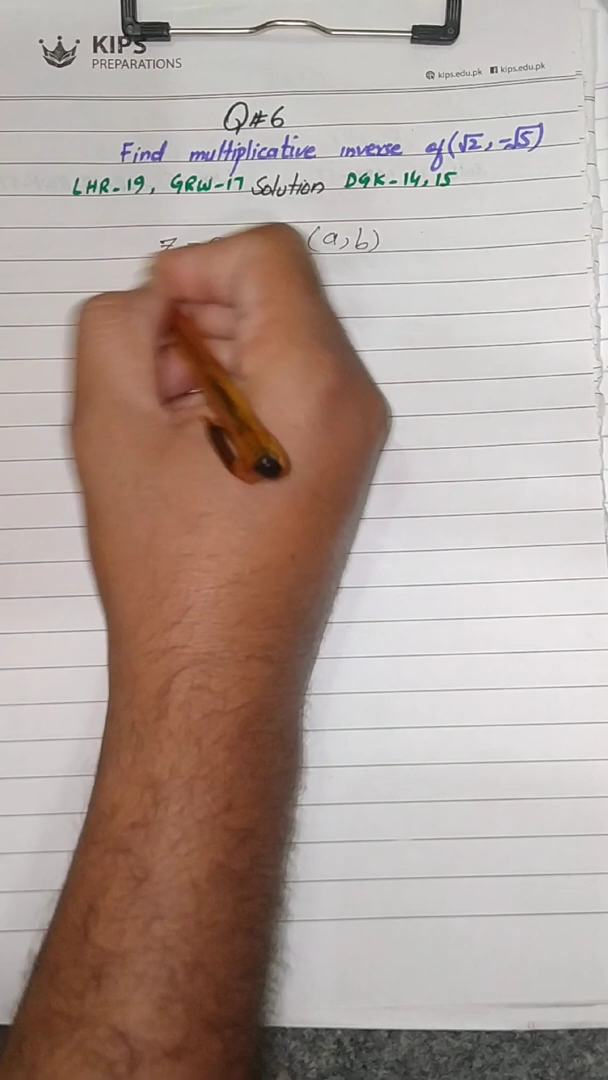 KIPS
PREPARATIONS
kips.edu.pk kips.edu.pk
Q#6
Find multiplicative inverse of (√2, -√5)
LHR-19, GRW-17 Solution DGK-14,15
z = (a,b)